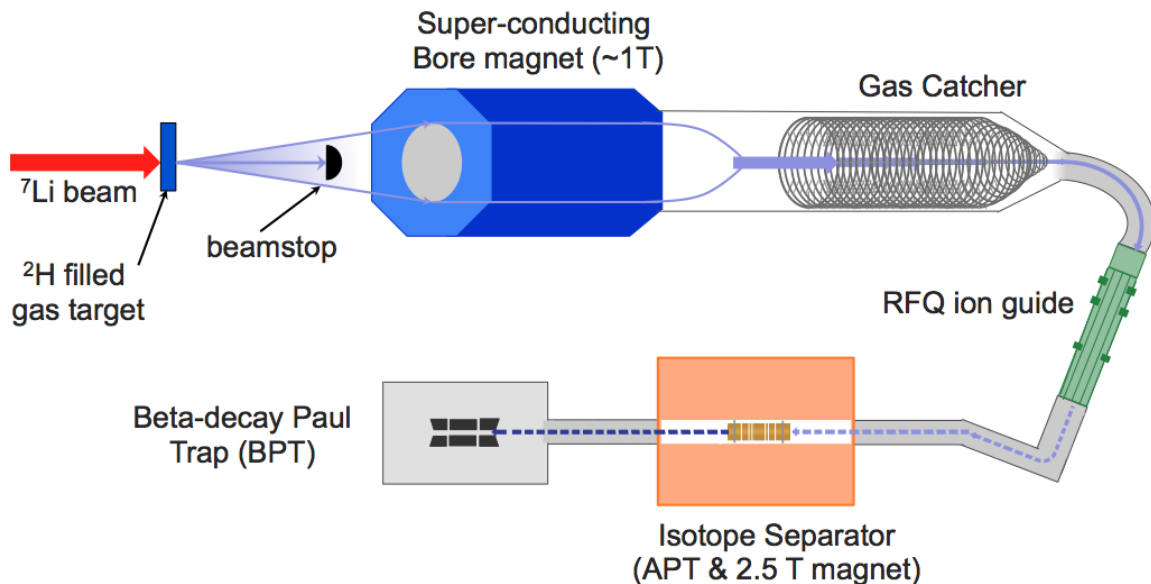 Super-conducting
Bore magnet (~1T)
Gas Catcher
⁷Li beam
beamstop
²H filled
gas target
RFQ ion guide
Beta-decay Paul
Trap (BPT)
Isotope Separator
(APT & 2.5 T magnet)